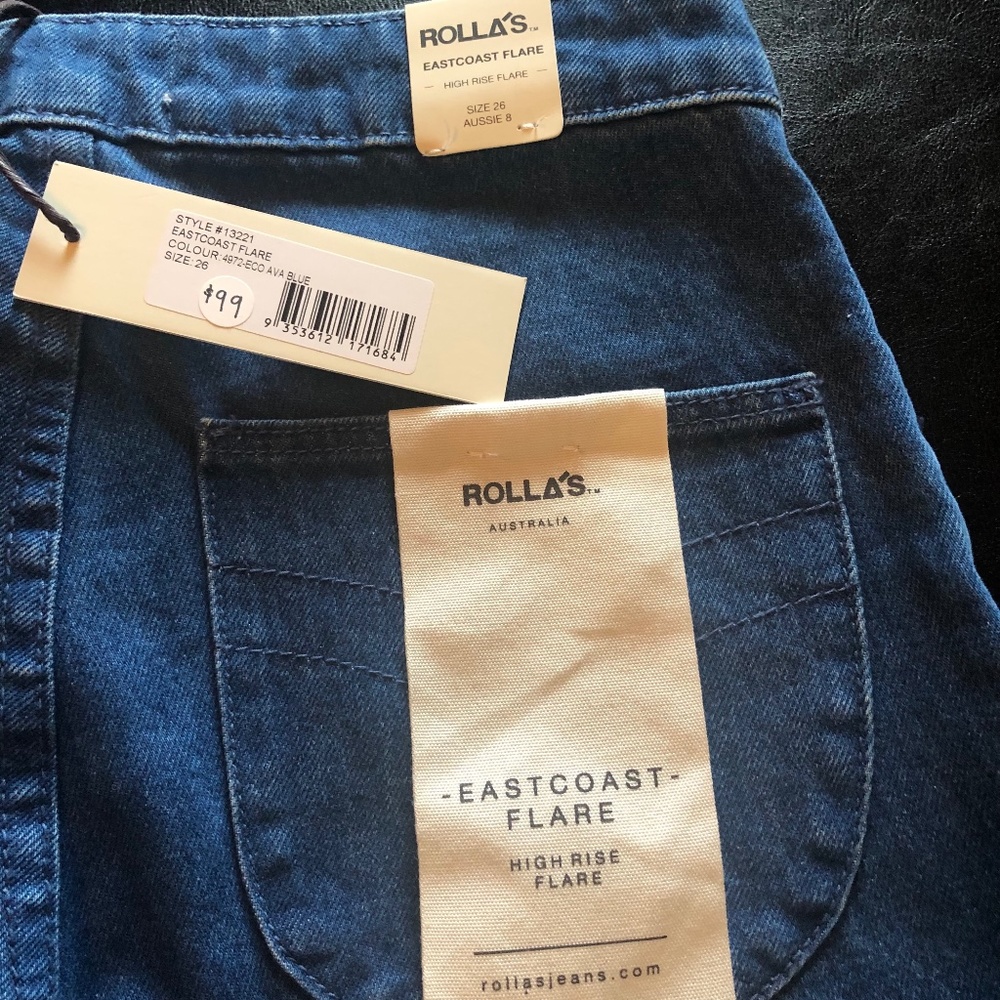 ROLLA'S™
EASTCOAST FLARE
— HIGH RISE FLARE —
SIZE 26
AUSSIE 8
STYLE #13221
EASTCOAST FLARE
COLOUR: 4972-ECO AVA BLUE
SIZE: 26
$99
9 353612 171684
ROLLA'S™
AUSTRALIA
-EASTCOAST-
FLARE
HIGH RISE
FLARE
rollasjeans.com